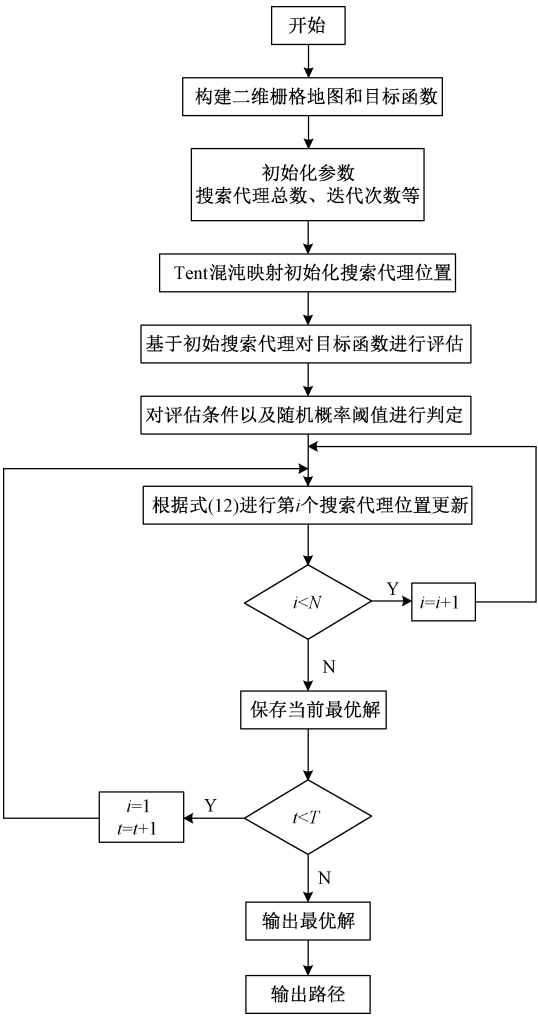 开始
构建二维栅格地图和目标函数
初始化参数
搜索代理总数、迭代次数等
Tent混沌映射初始化搜索代理位置
基于初始搜索代理对目标函数进行评估
对评估条件以及随机概率阈值进行判定
根据式(12)进行第i个搜索代理位置更新
i<N
Y
i=i+1
N
保存当前最优解
i=1
t=t+1
Y
t<T
N
输出最优解
输出路径